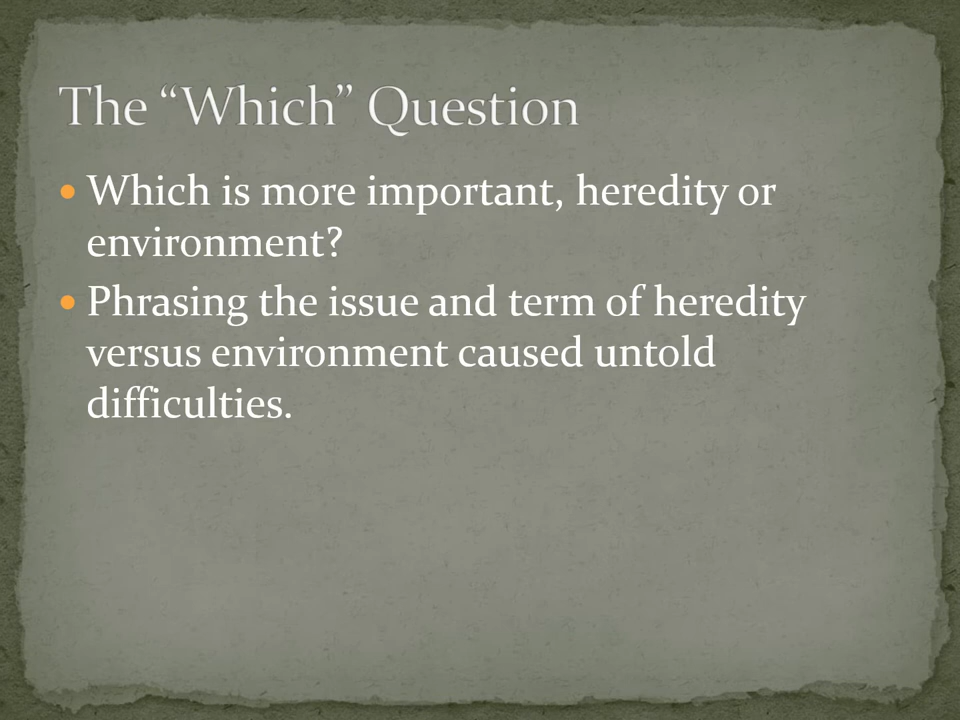 The “Which” Question
Which is more important, heredity or
environment?
Phrasing the issue and term of heredity
versus environment caused untold
difficulties.